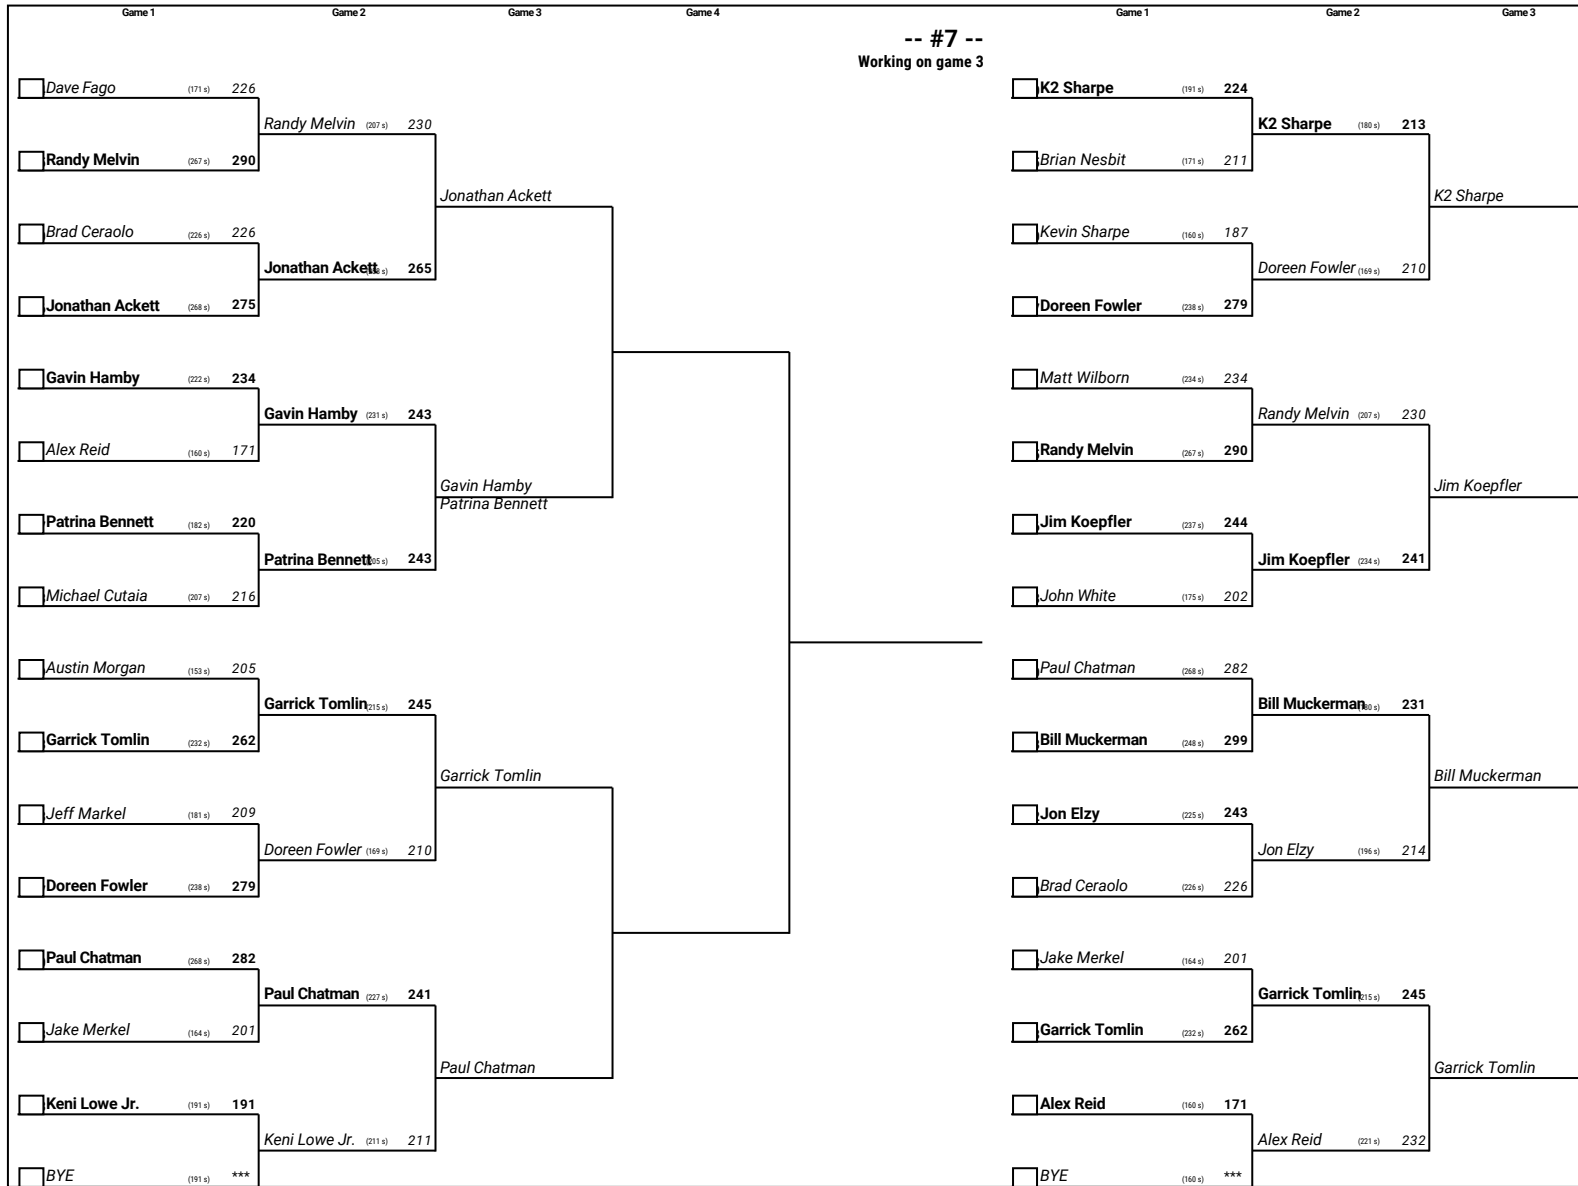 Game 1 Game 2 Game 3 Game 4 Game 1 Game 2 Game 3
-- #7 --
Working on game 3
Dave Fago (171 s) 226
Randy Melvin (207 s) 230
Randy Melvin (267 s) 290
Jonathan Ackett
Brad Ceraolo (226 s) 226
Jonathan Ackett 265
Jonathan Ackett (268 s) 275
Gavin Hamby (222 s) 234
Gavin Hamby (231 s) 243
Alex Reid (160 s) 171
Gavin Hamby
Patrina Bennett
Patrina Bennett (182 s) 220
Patrina Bennett 243
Michael Cutaia (207 s) 216
Austin Morgan (153 s) 205
Garrick Tomlin (215 s) 245
Garrick Tomlin (232 s) 262
Garrick Tomlin
Jeff Markel (181 s) 209
Doreen Fowler (169 s) 210
Doreen Fowler (238 s) 279
Paul Chatman (268 s) 282
Paul Chatman (227 s) 241
Jake Merkel (164 s) 201
Paul Chatman
Keni Lowe Jr. (191 s) 191
Keni Lowe Jr. (211 s) 211
BYE (191 s) ***
K2 Sharpe (191 s) 224
K2 Sharpe (180 s) 213
Brian Nesbit (171 s) 211
K2 Sharpe
Kevin Sharpe (160 s) 187
Doreen Fowler (169 s) 210
Doreen Fowler (238 s) 279
Matt Wilborn (234 s) 234
Randy Melvin (207 s) 230
Randy Melvin (267 s) 290
Jim Koepfler
Jim Koepfler (237 s) 244
Jim Koepfler (234 s) 241
John White (175 s) 202
Paul Chatman (268 s) 282
Bill Muckerman 231
Bill Muckerman (248 s) 299
Bill Muckerman
Jon Elzy (225 s) 243
Jon Elzy (196 s) 214
Brad Ceraolo (226 s) 226
Jake Merkel (164 s) 201
Garrick Tomlin (215 s) 245
Garrick Tomlin (232 s) 262
Garrick Tomlin
Alex Reid (160 s) 171
Alex Reid (221 s) 232
BYE (160 s) ***